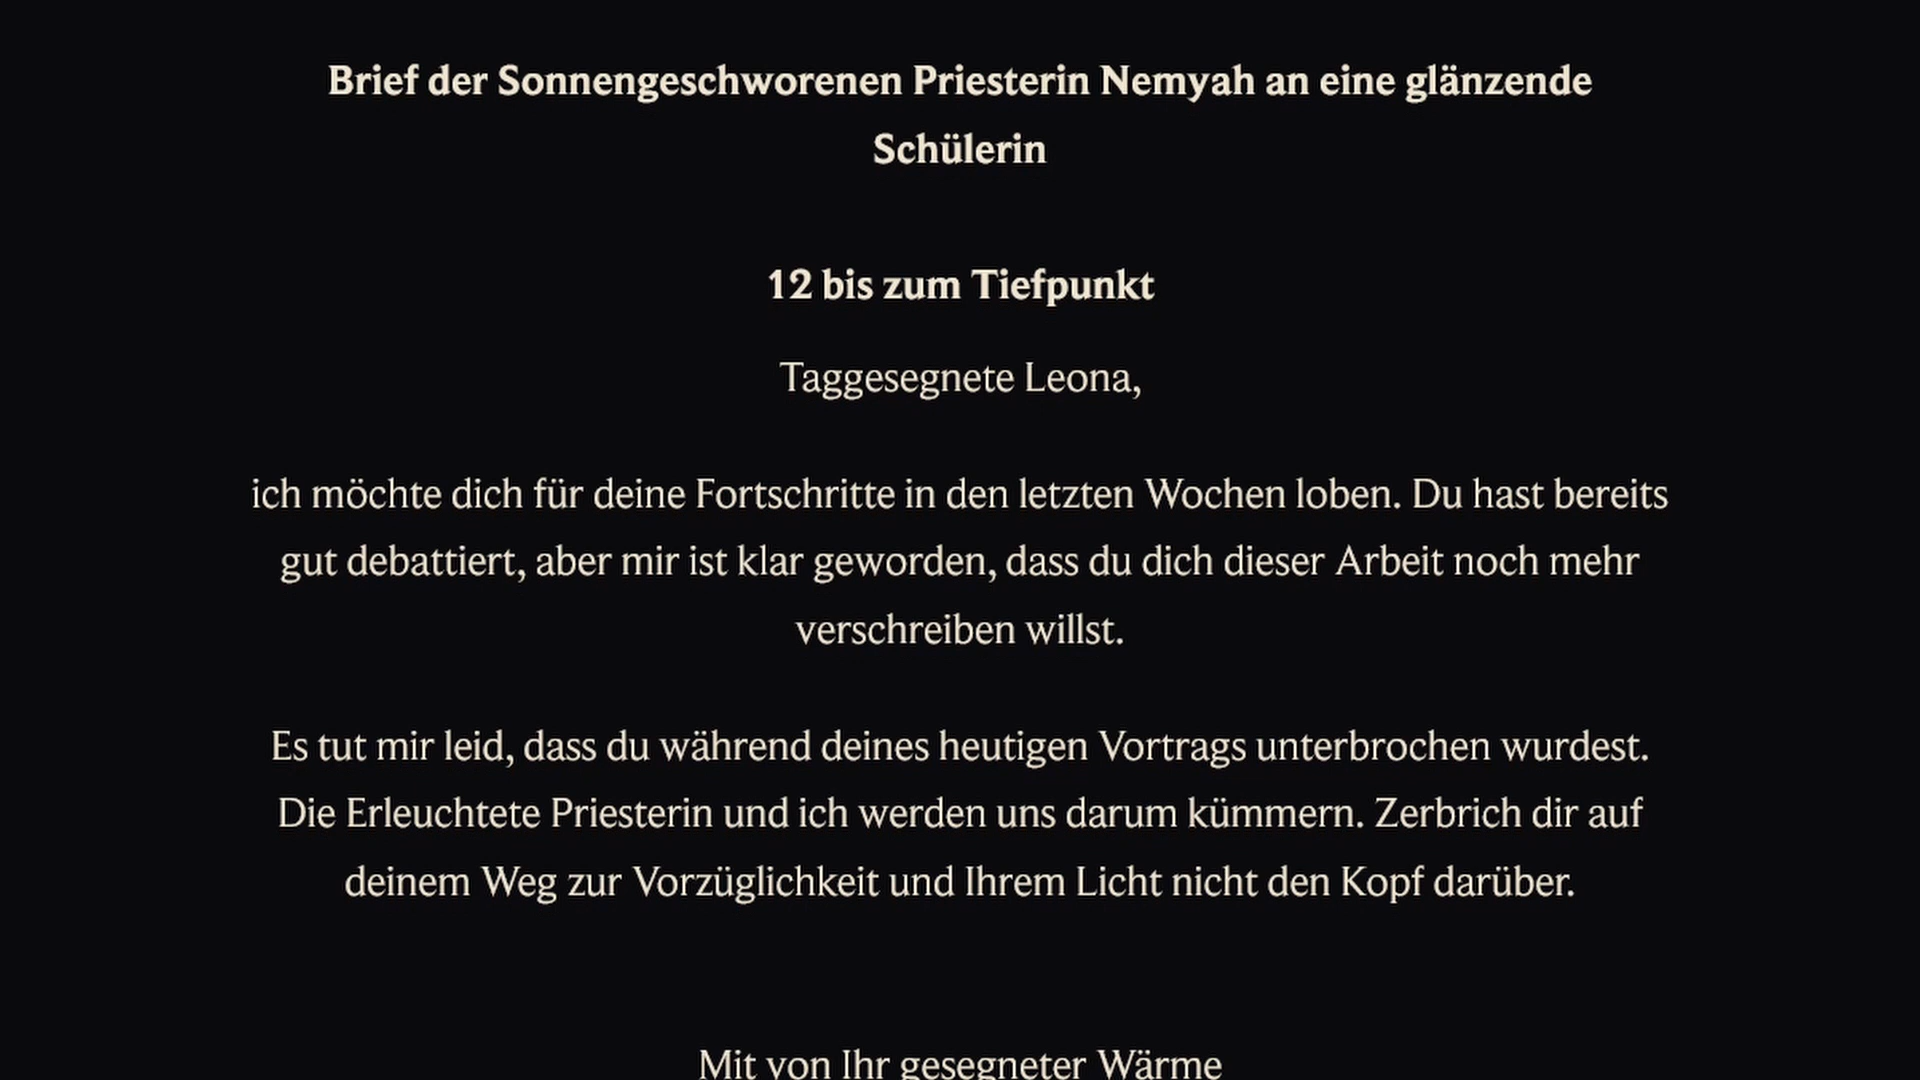 Brief der Sonnengeschworenen Priesterin Nemyah an eine glänzende
Schülerin
12 bis zum Tiefpunkt
Taggesegnete Leona,
ich möchte dich für deine Fortschritte in den letzten Wochen loben. Du hast bereits
gut debattiert, aber mir ist klar geworden, dass du dich dieser Arbeit noch mehr
verschreiben willst.
Es tut mir leid, dass du während deines heutigen Vortrags unterbrochen wurdest.
Die Erleuchtete Priesterin und ich werden uns darum kümmern. Zerbrich dir auf
deinem Weg zur Vorzüglichkeit und Ihrem Licht nicht den Kopf darüber.
Mit von Ihr gesegneter Wärme